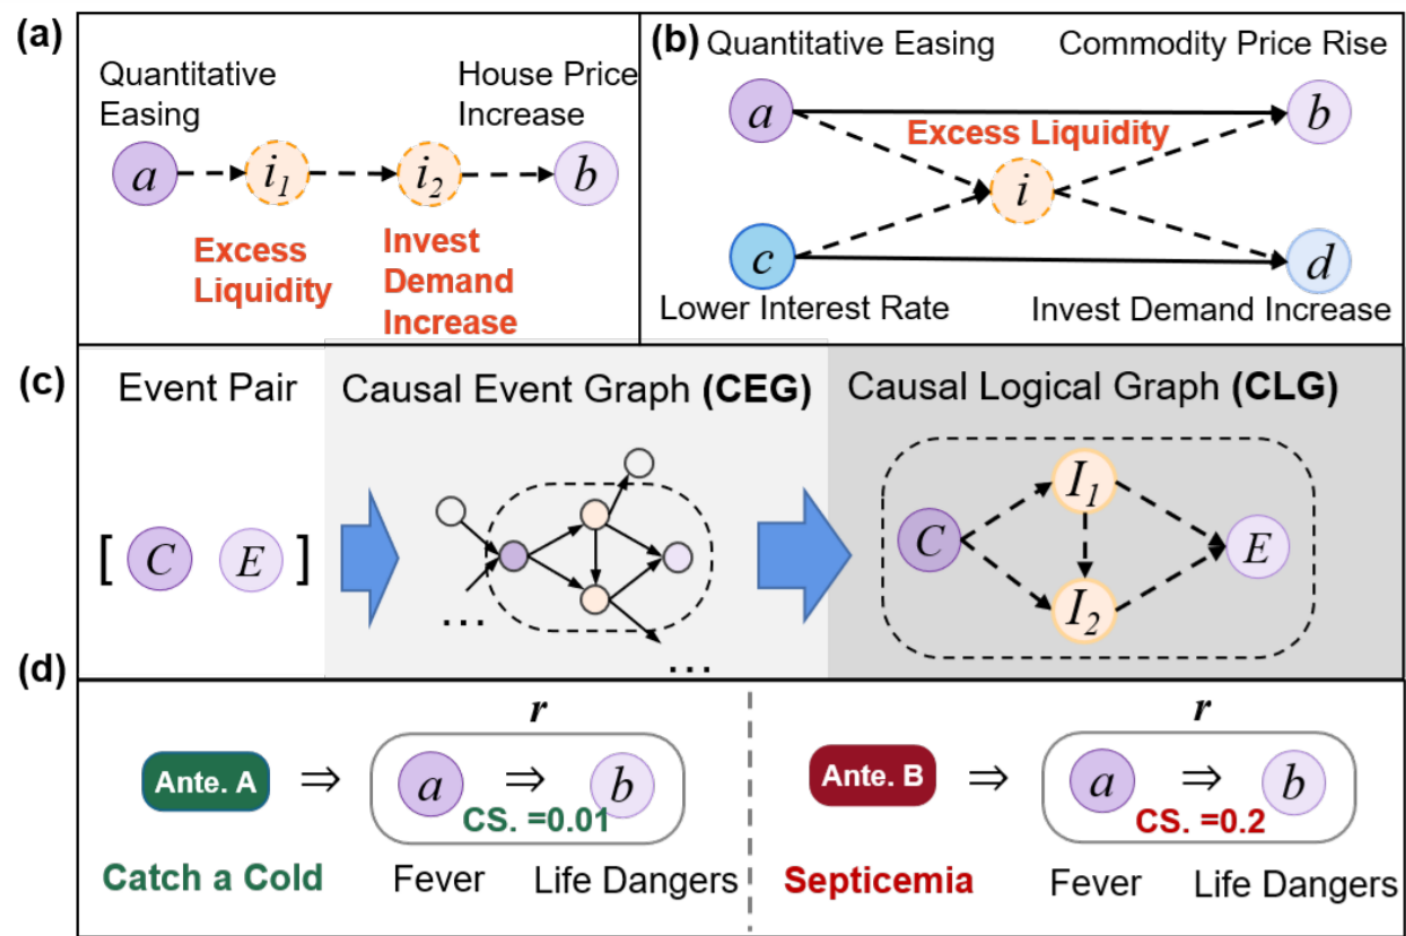 (a)
Quantitative
Easing
House Price
Increase
a
i1
i2
b
Excess
Liquidity
Invest
Demand
Increase
(b)
Quantitative Easing
Commodity Price Rise
a
b
Excess Liquidity
i
c
d
Lower Interest Rate
Invest Demand Increase
(c)
Event Pair
Causal Event Graph (CEG)
Causal Logical Graph (CLG)
[ C E ]
...
...
C
I1
I2
E
(d)
r
Ante. A ⇒ a ⇒ b
CS. =0.01
Catch a Cold
Fever
Life Dangers
r
Ante. B ⇒ a ⇒ b
CS. =0.2
Septicemia
Fever
Life Dangers